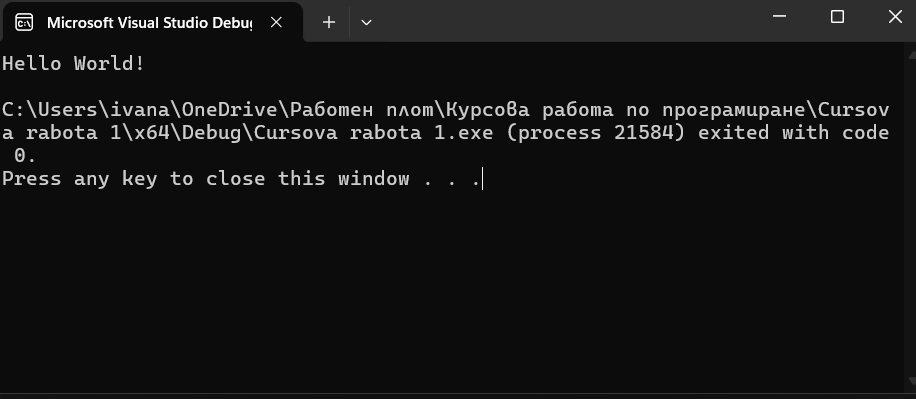 Microsoft Visual Studio Debug
Hello World!
C:\Users\ivana\OneDrive\Работен плот\Курсова работа по програмиране\Cursov
a rabota 1\x64\Debug\Cursova rabota 1.exe (process 21584) exited with code
 0.
Press any key to close this window . . .